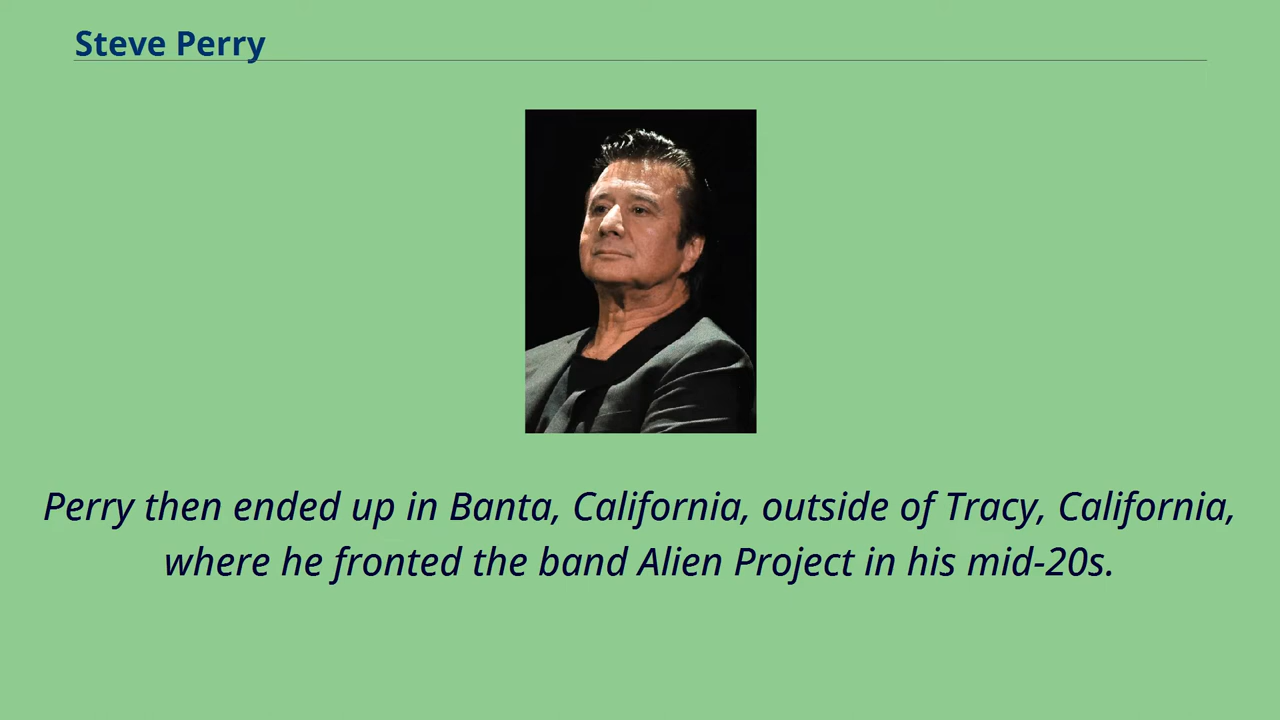 Steve Perry
Perry then ended up in Banta, California, outside of Tracy, California,
where he fronted the band Alien Project in his mid-20s.